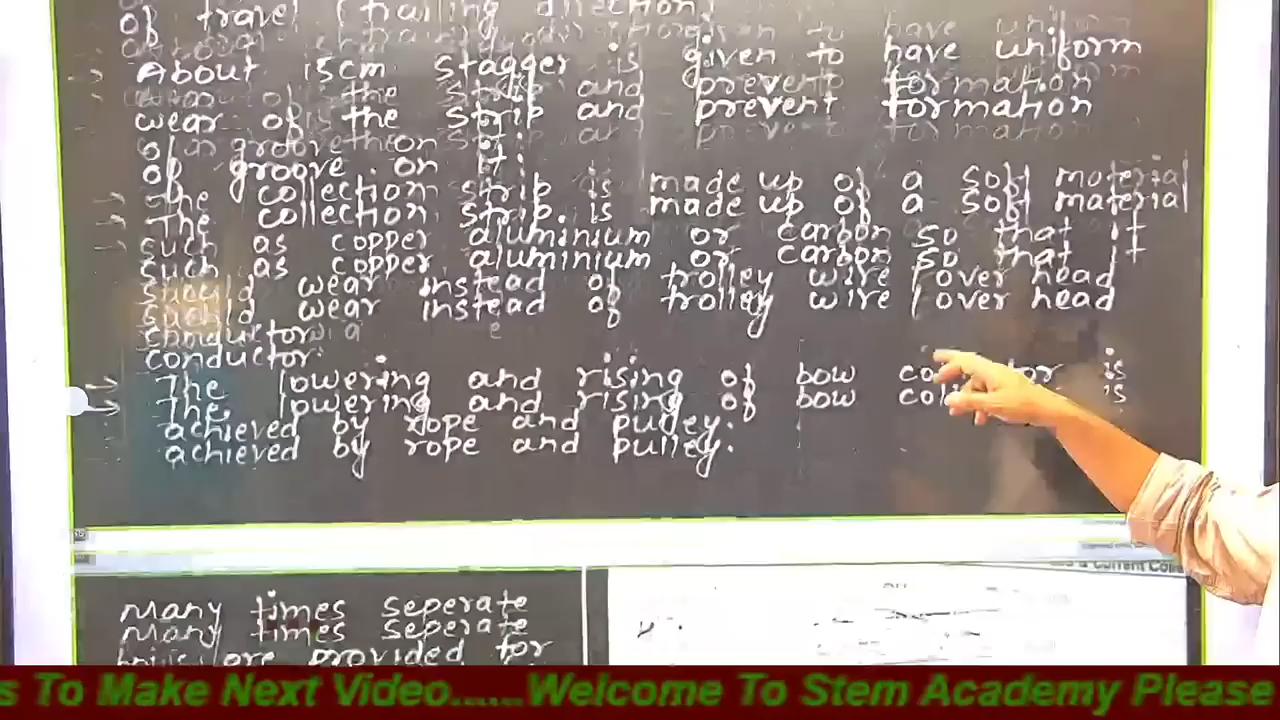 of travel (trailing direction)
About 15cm stagger is given to have uniform
wear of the strip and prevent formation
of groove on it.
The collection strip is made up of a soft material
such as copper, aluminium or carbon so that it
should wear instead of trolley wire / over head
conductor.
The lowering and rising of bow collector is
achieved by rope and pulley.
Many times seperate
are provided for
s To Make Next Video......Welcome To Stem Academy Please